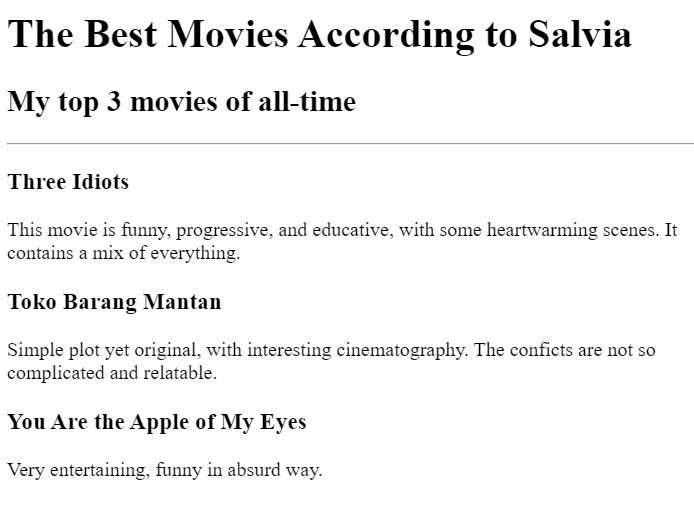 The Best Movies According to Salvia
My top 3 movies of all-time
Three Idiots
This movie is funny, progressive, and educative, with some heartwarming scenes. It
contains a mix of everything.
Toko Barang Mantan
Simple plot yet original, with interesting cinematography. The conficts are not so
complicated and relatable.
You Are the Apple of My Eyes
Very entertaining, funny in absurd way.